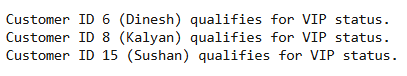 Customer ID 6 (Dinesh) qualifies for VIP status.
Customer ID 8 (Kalyan) qualifies for VIP status.
Customer ID 15 (Sushan) qualifies for VIP status.